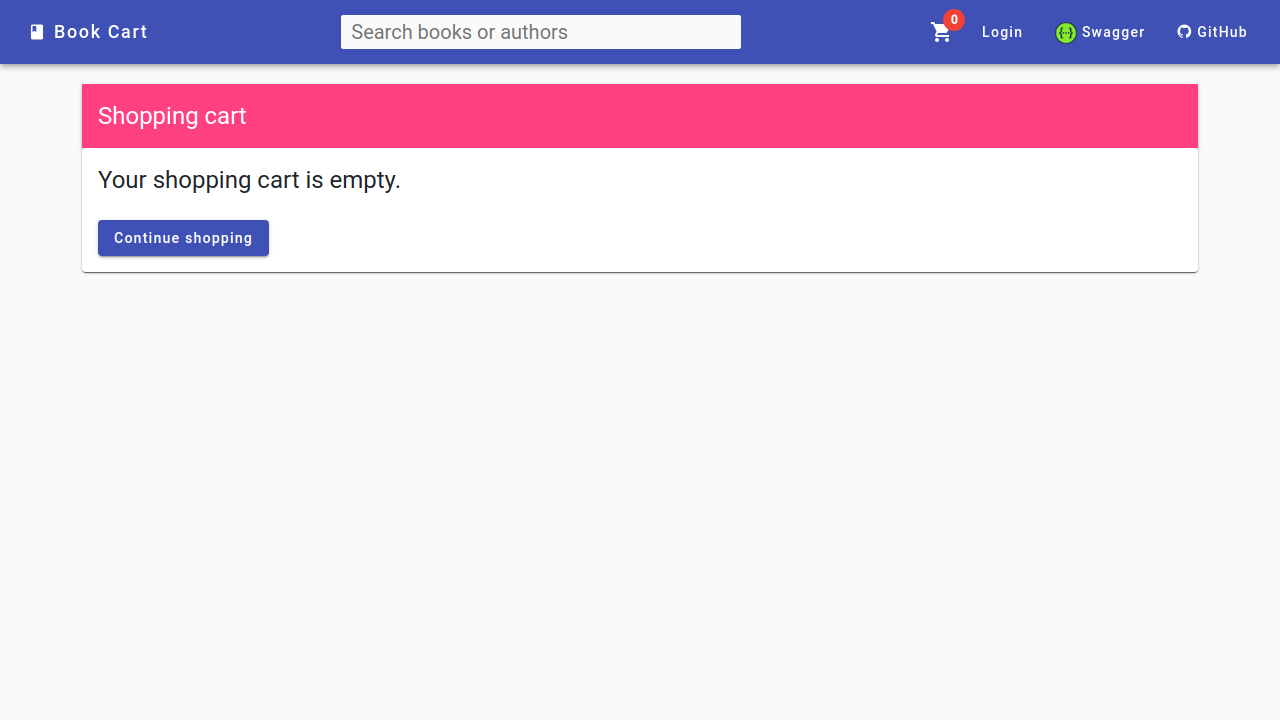 Book Cart
Search books or authors
0
Login
Swagger
GitHub
Shopping cart
Your shopping cart is empty.
Continue shopping